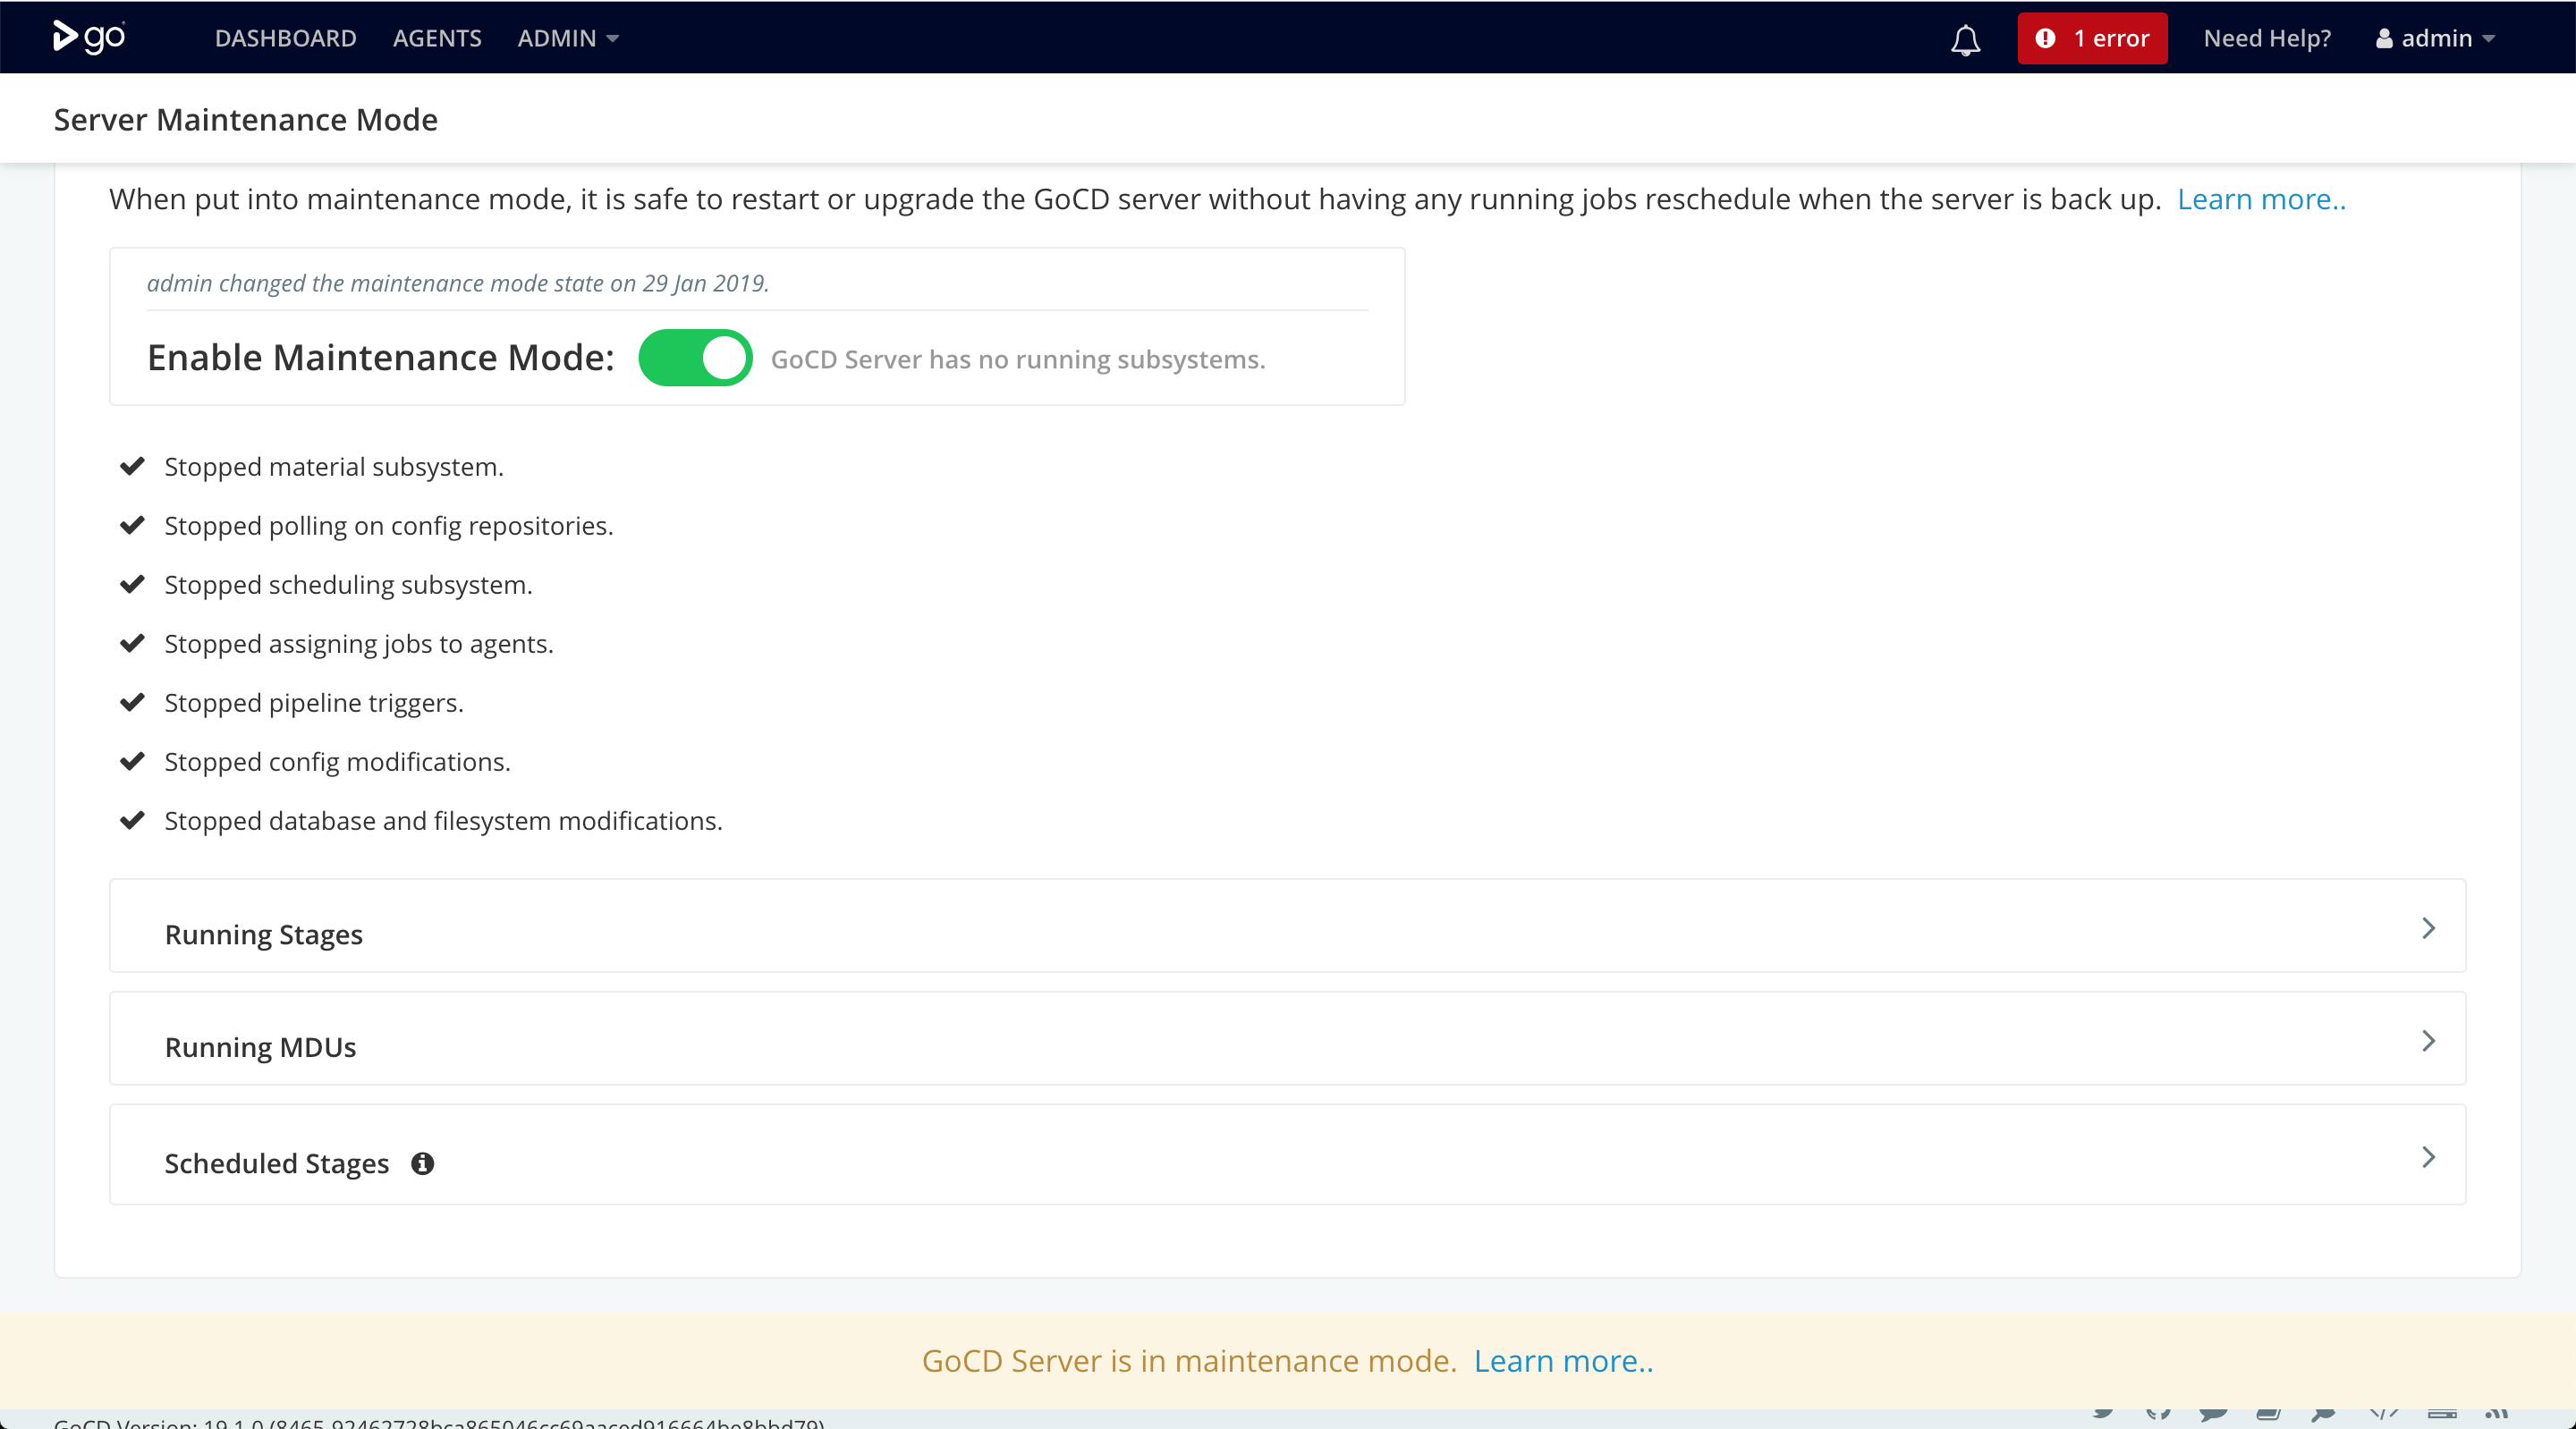 go DASHBOARD AGENTS ADMIN 1 error Need Help? admin
Server Maintenance Mode
When put into maintenance mode, it is safe to restart or upgrade the GoCD server without having any running jobs reschedule when the server is back up. Learn more..
admin changed the maintenance mode state on 29 Jan 2019.
Enable Maintenance Mode: GoCD Server has no running subsystems.
Stopped material subsystem.
Stopped polling on config repositories.
Stopped scheduling subsystem.
Stopped assigning jobs to agents.
Stopped pipeline triggers.
Stopped config modifications.
Stopped database and filesystem modifications.
Running Stages
Running MDUs
Scheduled Stages
GoCD Server is in maintenance mode. Learn more..
GoCD Version: 19.1.0